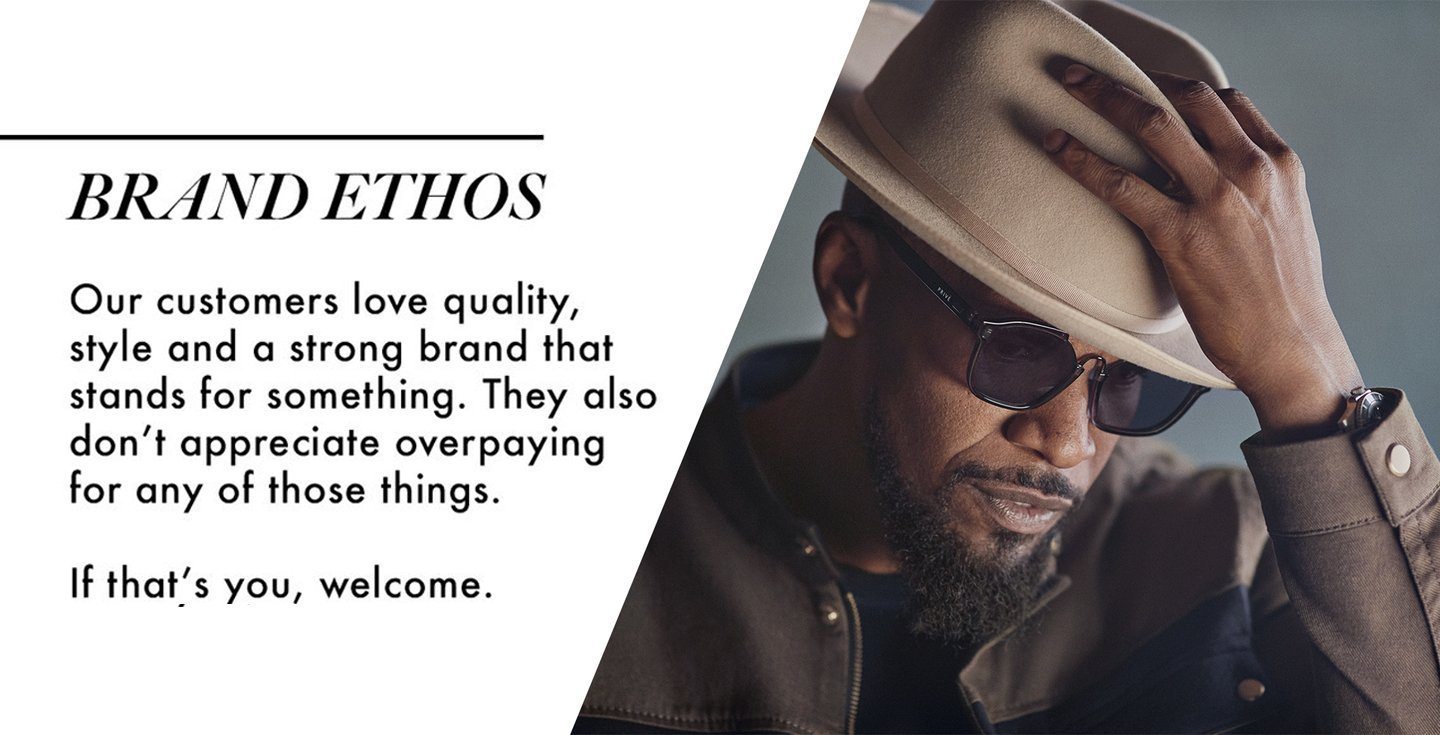 BRAND ETHOS
Our customers love quality,
style and a strong brand that
stands for something. They also
don’t appreciate overpaying
for any of those things.
If that’s you, welcome.
PRIVÉ